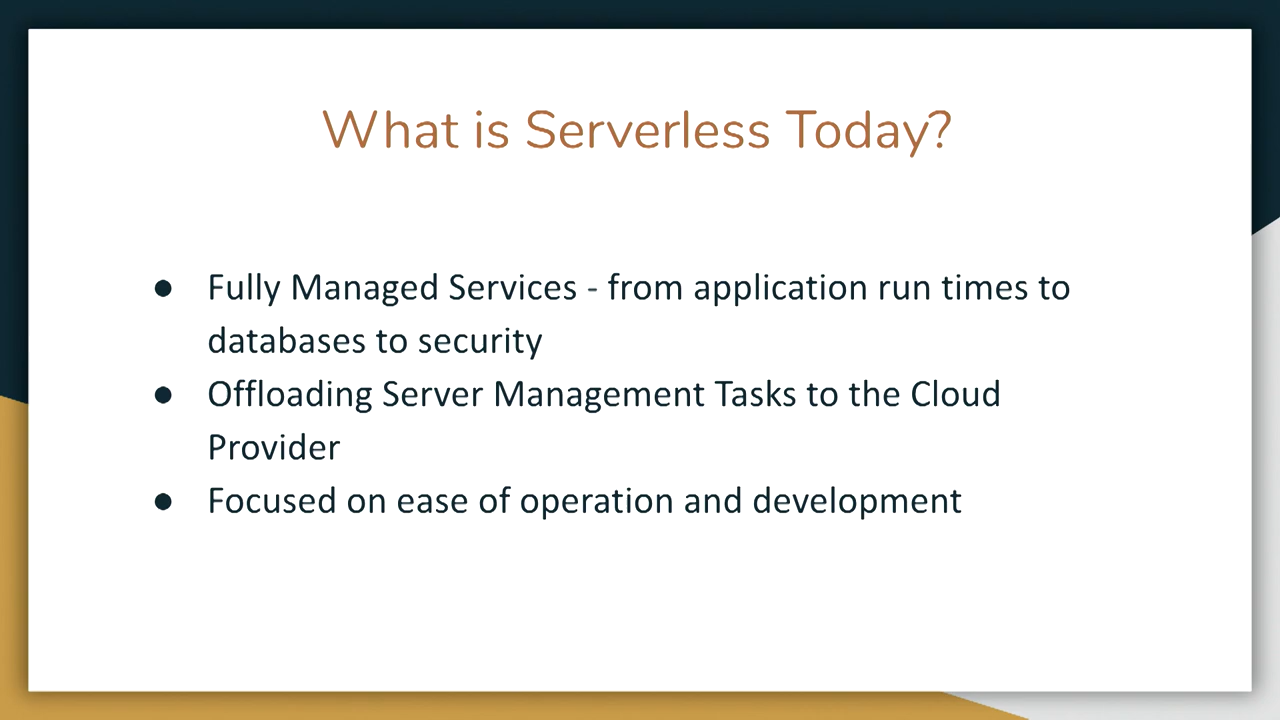 What is Serverless Today?
● Fully Managed Services - from application run times to
databases to security
● Offloading Server Management Tasks to the Cloud
Provider
● Focused on ease of operation and development